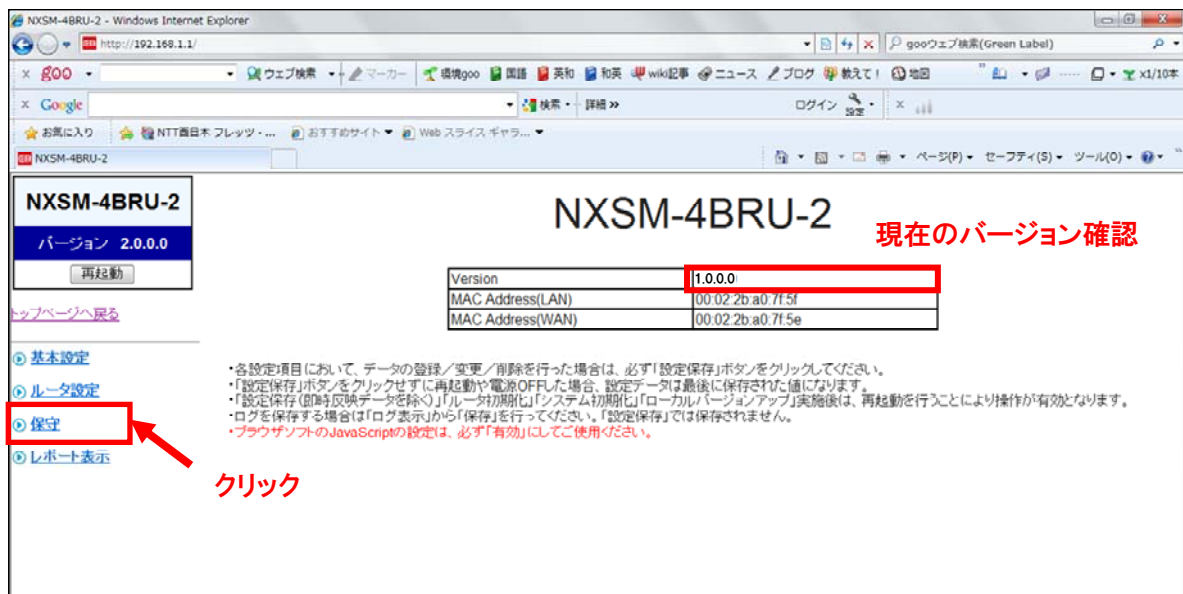 NXSM-4BRU-2 - Windows Internet Explorer
http://192.168.1.1/
gooウェブ検索(Green Label)
goo ウェブ検索 マーカー 環境goo 国語 英和 和英 wiki記事 ニュース ブログ 教えて! 地図 x1/10本
Google 検索 詳細 >> ログイン 設定
お気に入り NTT西日本 フレッツ・... おすすめサイト Web スライス ギャラ...
NXSM-4BRU-2 ページ(P) セーフティ(S) ツール(O)
NXSM-4BRU-2
バージョン 2.0.0.0
再起動
トップページへ戻る
基本設定
ルータ設定
保守
レポート表示
クリック
NXSM-4BRU-2
現在のバージョン確認
Version 1.0.0.0
MAC Address(LAN) 00:02:2b:a0:7f:5f
MAC Address(WAN) 00:02:2b:a0:7f:5e
・各設定項目において、データの登録/変更/削除を行った場合は、必ず「設定保存」ボタンをクリックしてください。
・「設定保存」ボタンをクリックせずに再起動や電源OFFした場合、設定データは最後に保存された値になります。
・「設定保存(即時反映データを除く)」「ルータ初期化」「システム初期化」「ローカルバージョンアップ」実施後は、再起動を行うことにより操作が有効となります。
・ログを保存する場合は「ログ表示」から「保存」を行ってください。「設定保存」では保存されません。
・ブラウザソフトのJavaScriptの設定は、必ず「有効」にしてご使用ください。